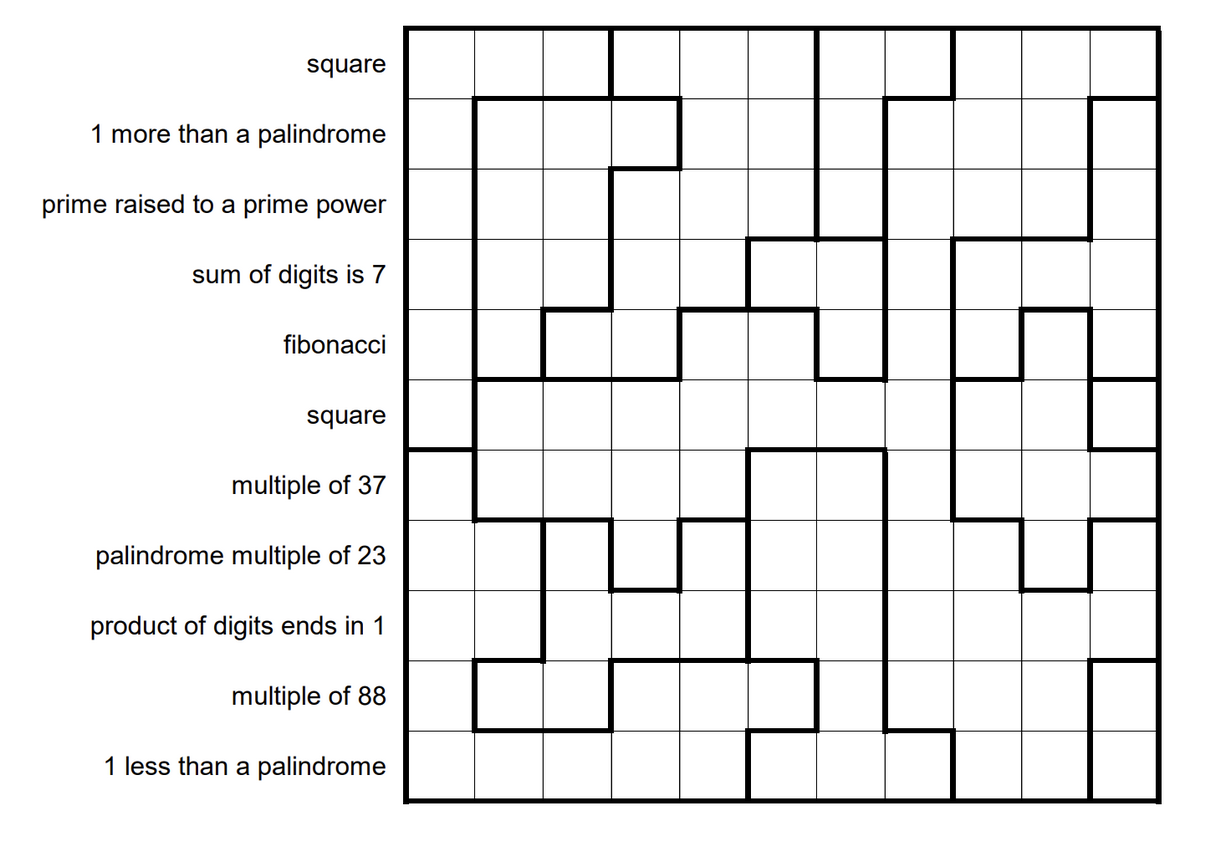 square
1 more than a palindrome
prime raised to a prime power
sum of digits is 7
fibonacci
square
multiple of 37
palindrome multiple of 23
product of digits ends in 1
multiple of 88
1 less than a palindrome